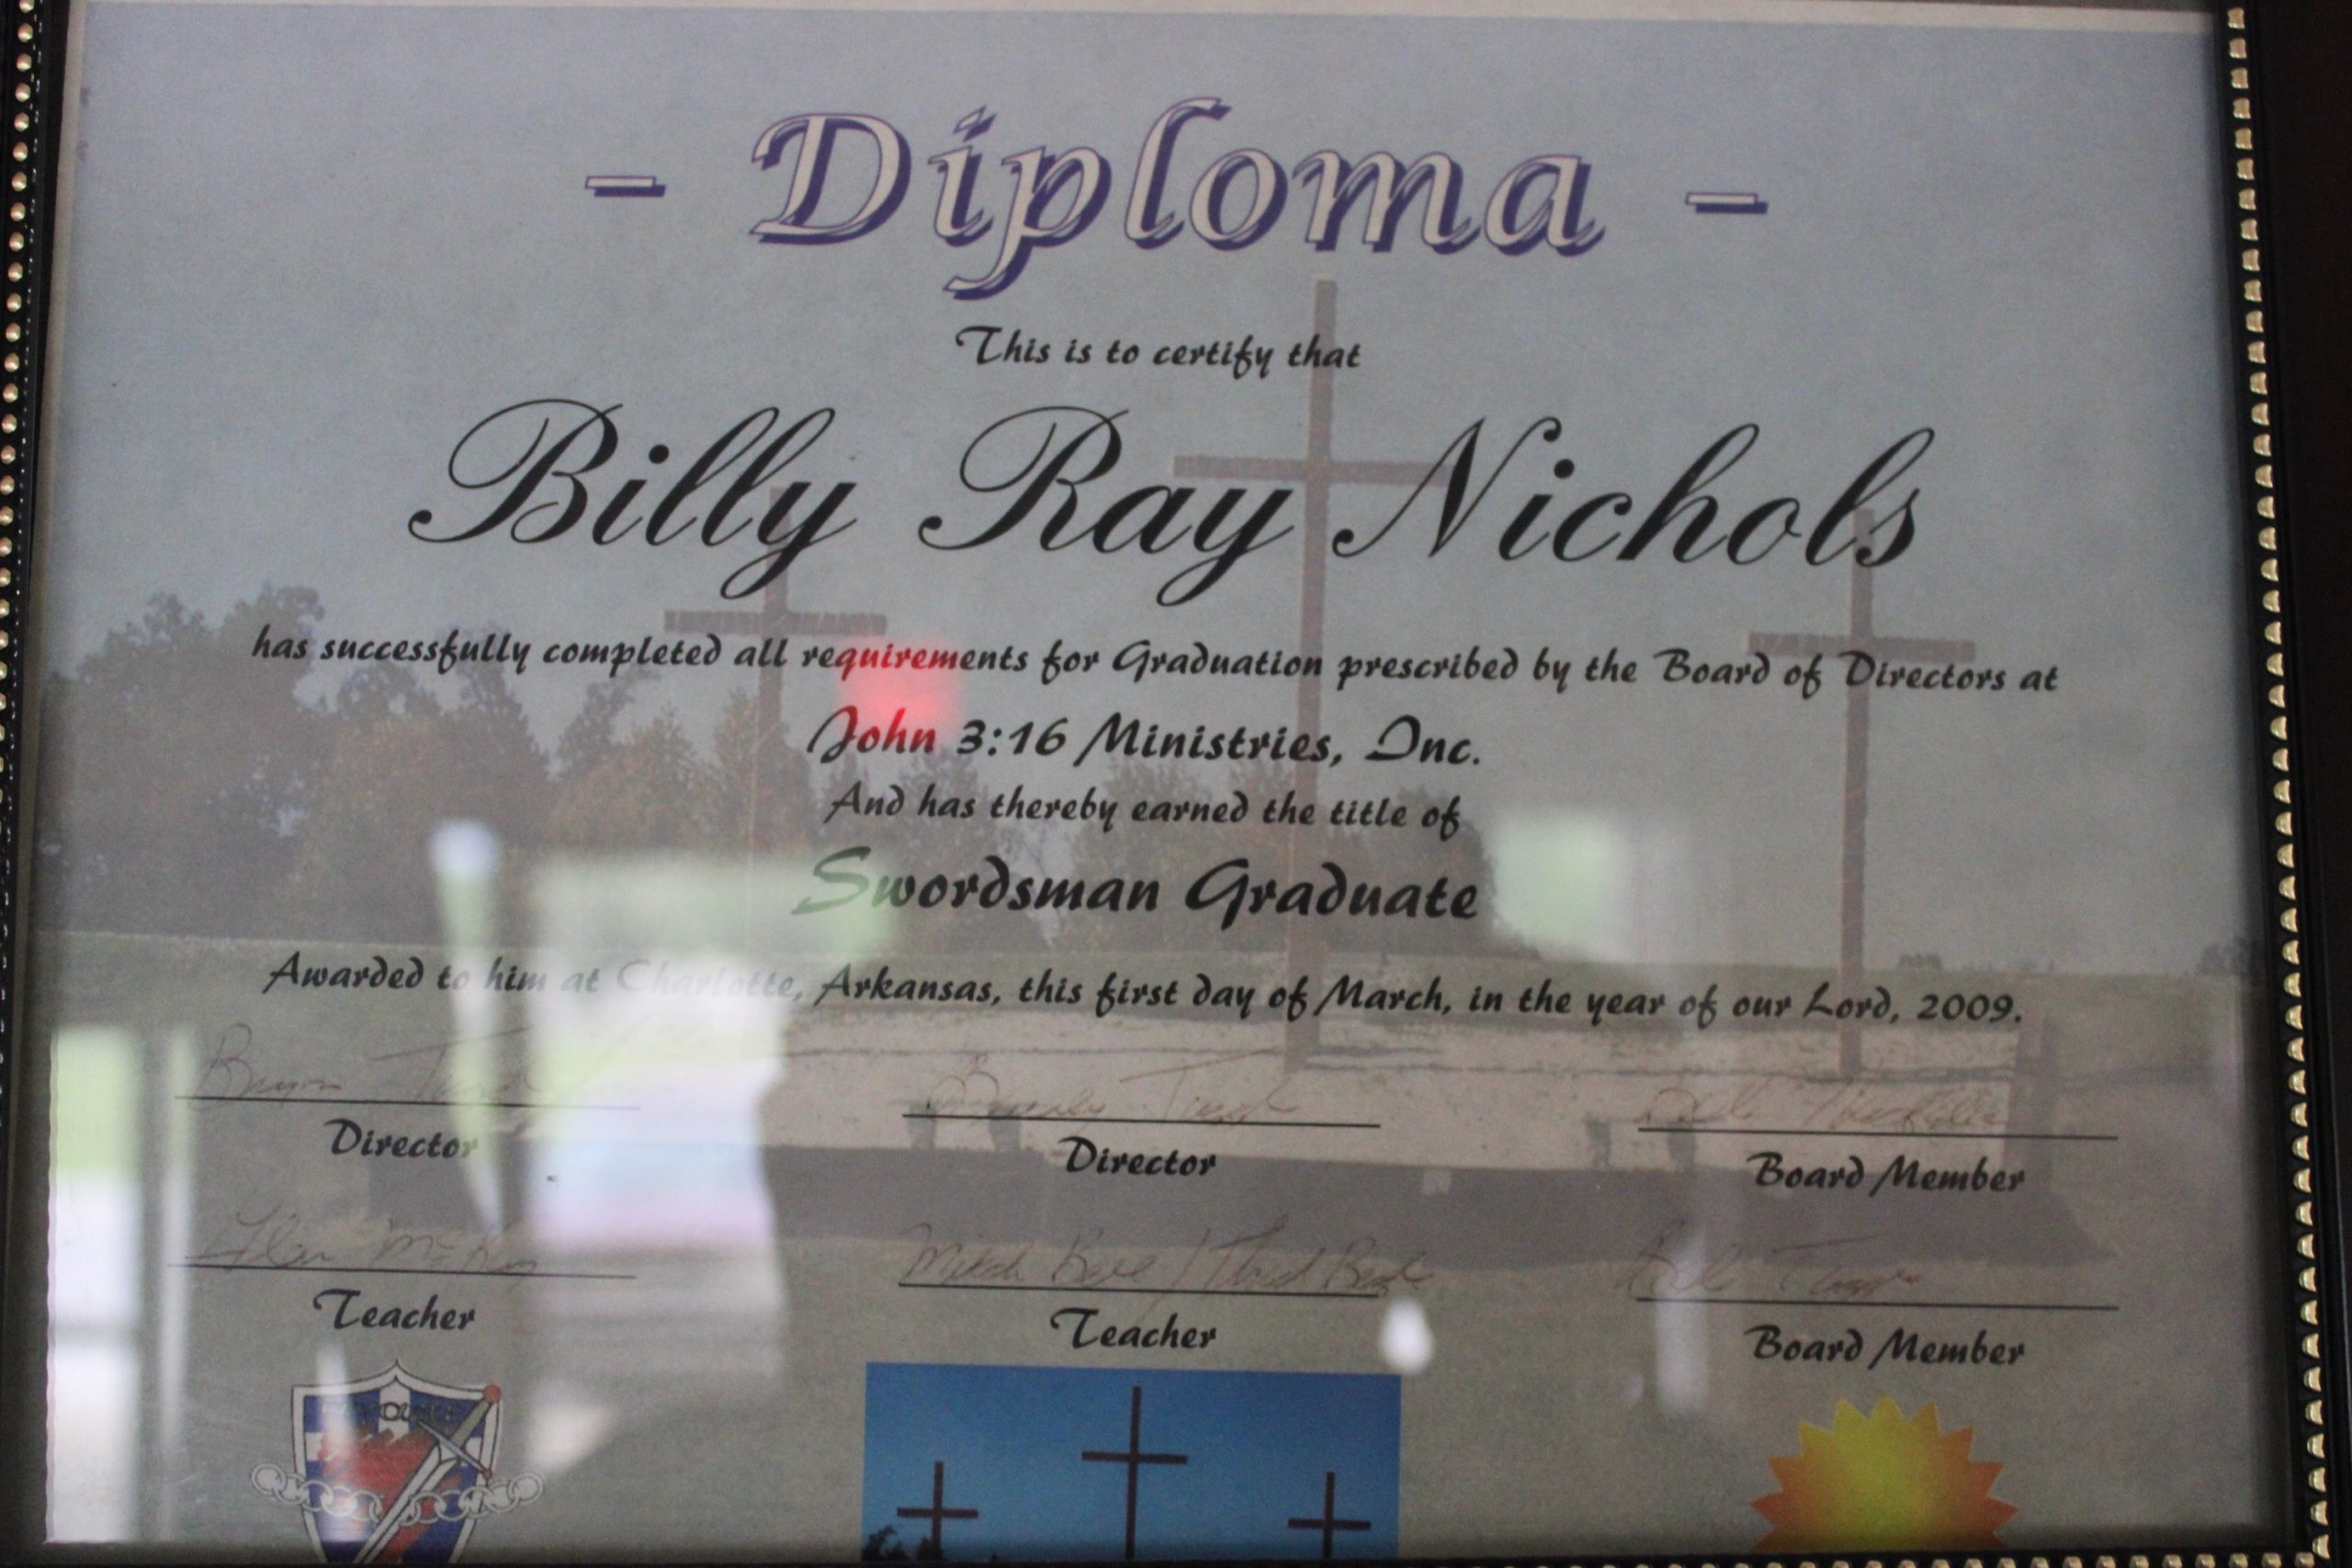 - Diploma -
This is to certify that
Billy Ray Nichols
has successfully completed all requirements for Graduation prescribed by the Board of Directors at
John 3:16 Ministries, Inc.
And has thereby earned the title of
Swordsman Graduate
Awarded to him at Charlotte, Arkansas, this first day of March, in the year of our Lord, 2009.
Director
Director
Board Member
Teacher
Teacher
Board Member